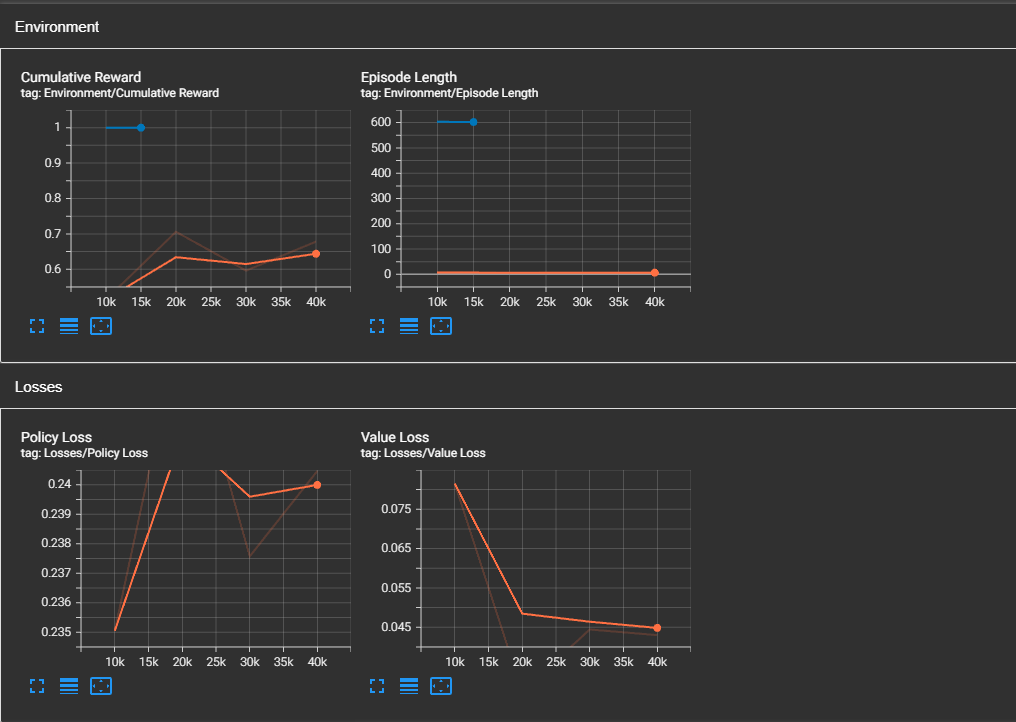 Environment
Cumulative Reward
tag: Environment/Cumulative Reward
1
0.9
0.8
0.7
0.6
10k 15k 20k 25k 30k 35k 40k
Episode Length
tag: Environment/Episode Length
600
500
400
300
200
100
0
10k 15k 20k 25k 30k 35k 40k
Losses
Policy Loss
tag: Losses/Policy Loss
0.24
0.239
0.238
0.237
0.236
0.235
10k 15k 20k 25k 30k 35k 40k
Value Loss
tag: Losses/Value Loss
0.075
0.065
0.055
0.045
10k 15k 20k 25k 30k 35k 40k